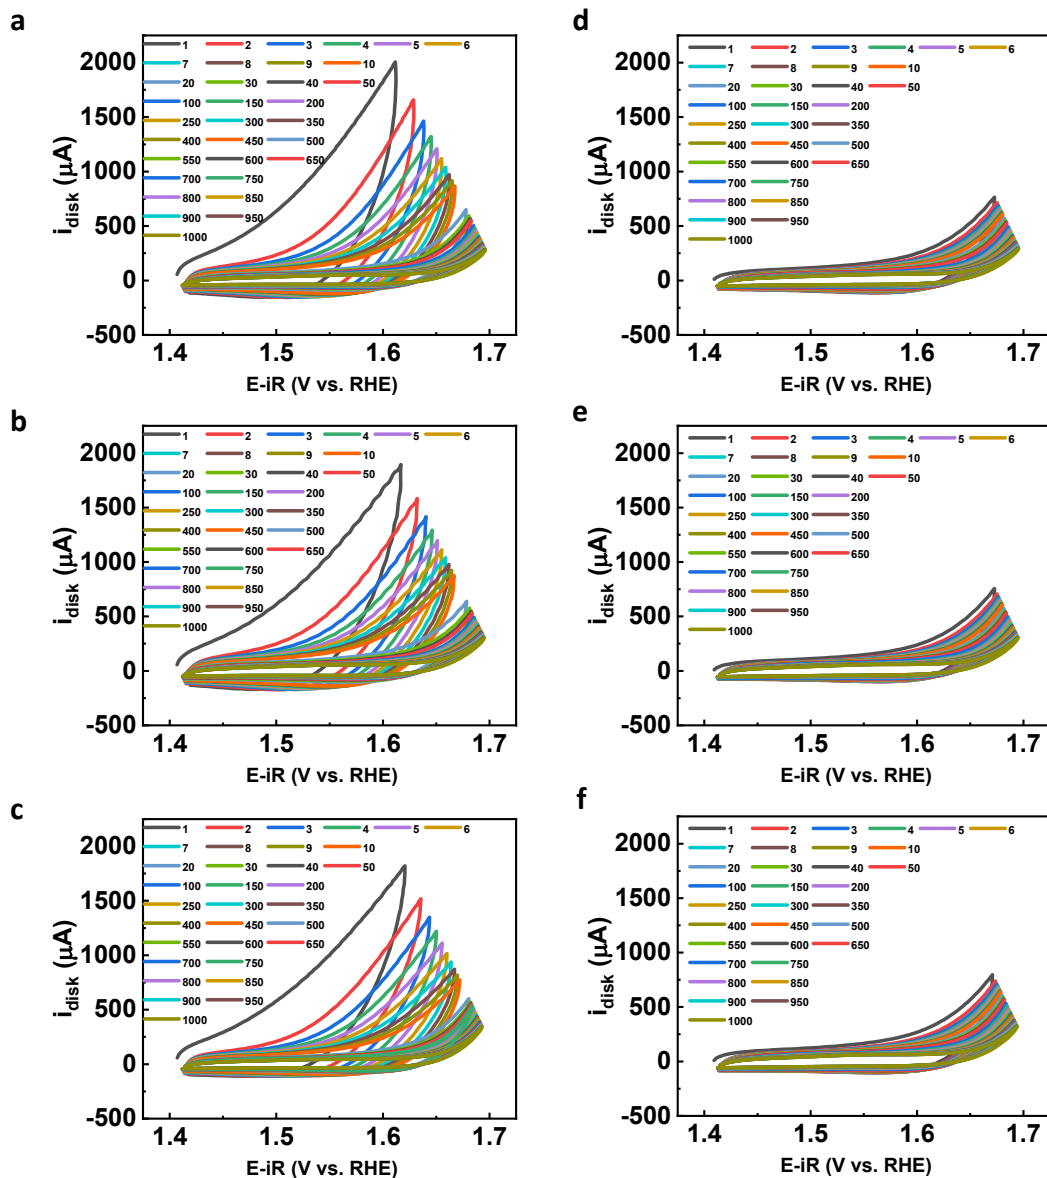 a
1 2 3 4 5 6
7 8 9 10
20 30 40 50
100 150 200
250 300 350
400 450 500
550 600 650
700 750
800 850
900 950
1000
2000
1500
1000
500
0
-500
i_disk (μA)
1.4 1.5 1.6 1.7
E-iR (V vs. RHE)
d
1 2 3 4 5 6
7 8 9 10
20 30 40 50
100 150 200
250 300 350
400 450 500
550 600 650
700 750
800 850
900 950
1000
2000
1500
1000
500
0
-500
i_disk (μA)
1.4 1.5 1.6 1.7
E-iR (V vs. RHE)
b
1 2 3 4 5 6
7 8 9 10
20 30 40 50
100 150 200
250 300 350
400 450 500
550 600 650
700 750
800 850
900 950
1000
2000
1500
1000
500
0
-500
i_disk (μA)
1.4 1.5 1.6 1.7
E-iR (V vs. RHE)
e
1 2 3 4 5 6
7 8 9 10
20 30 40 50
100 150 200
250 300 350
400 450 500
550 600 650
700 750
800 850
900 950
1000
2000
1500
1000
500
0
-500
i_disk (μA)
1.4 1.5 1.6 1.7
E-iR (V vs. RHE)
c
1 2 3 4 5 6
7 8 9 10
20 30 40 50
100 150 200
250 300 350
400 450 500
550 600 650
700 750
800 850
900 950
1000
2000
1500
1000
500
0
-500
i_disk (μA)
1.4 1.5 1.6 1.7
E-iR (V vs. RHE)
f
1 2 3 4 5 6
7 8 9 10
20 30 40 50
100 150 200
250 300 350
400 450 500
550 600 650
700 750
800 850
900 950
1000
2000
1500
1000
500
0
-500
i_disk (μA)
1.4 1.5 1.6 1.7
E-iR (V vs. RHE)